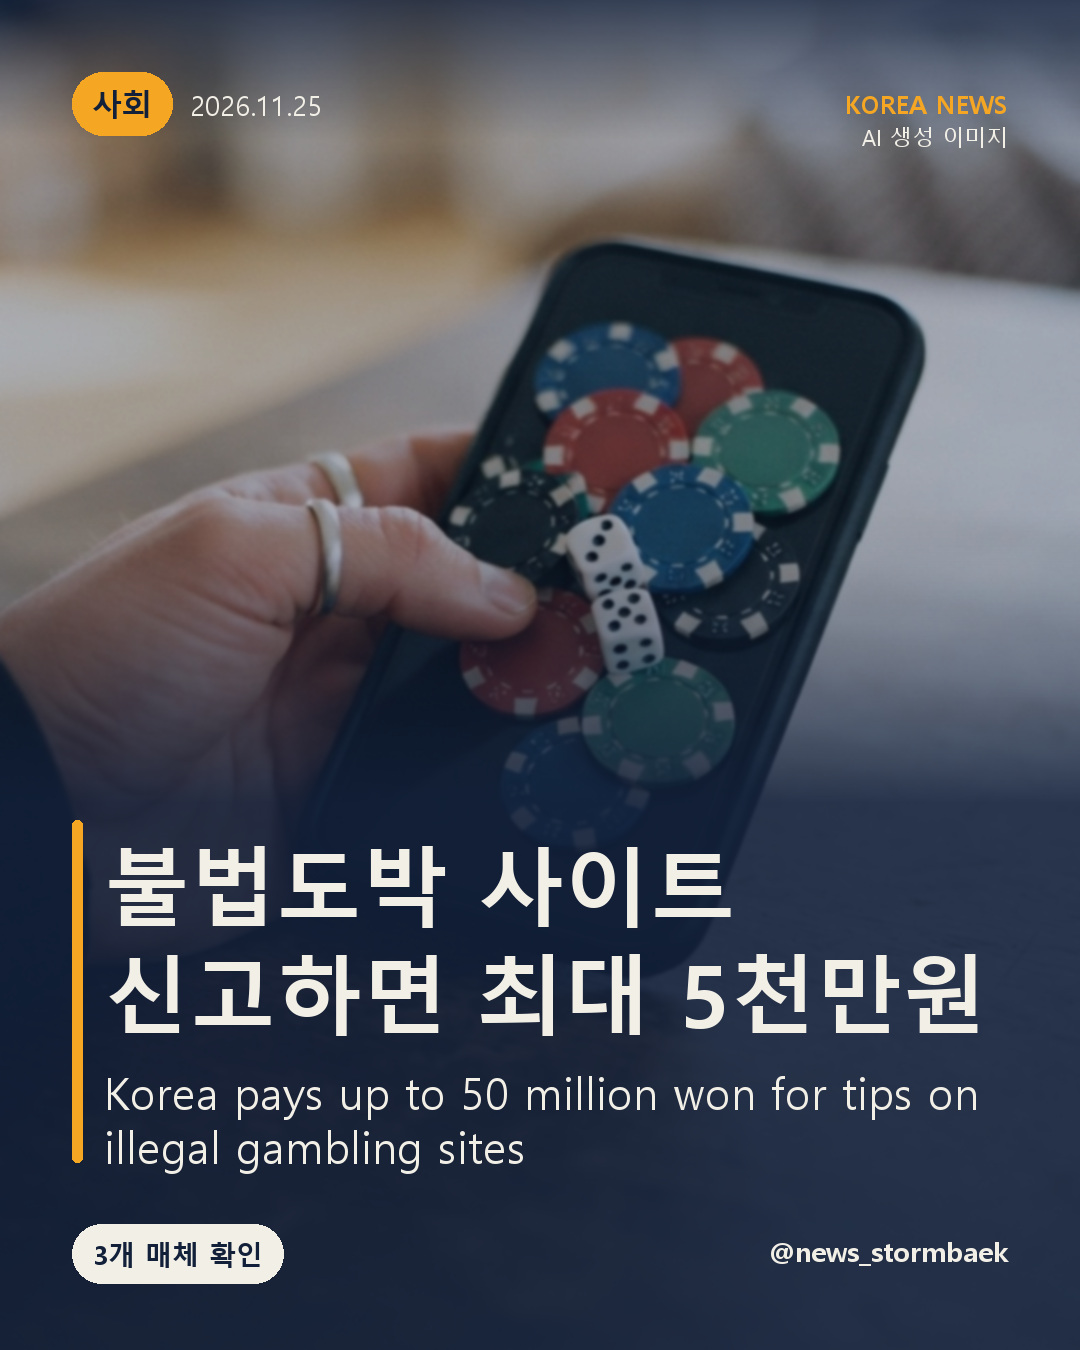 사회
2026.11.25
KOREA NEWS
AI 생성 이미지
불법도박 사이트
신고하면 최대 5천만원
Korea pays up to 50 million won for tips on
illegal gambling sites
3개 매체 확인
@news_stormbaek